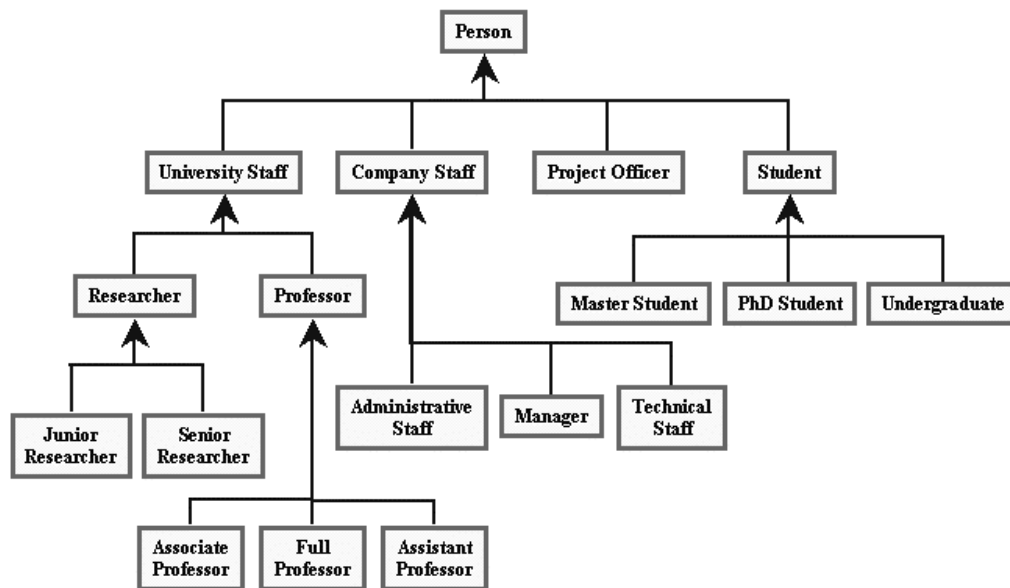 Person
University Staff
Company Staff
Project Officer
Student
Researcher
Professor
Master Student
PhD Student
Undergraduate
Administrative
Staff
Manager
Technical
Staff
Junior
Researcher
Senior
Researcher
Associate
Professor
Full
Professor
Assistant
Professor